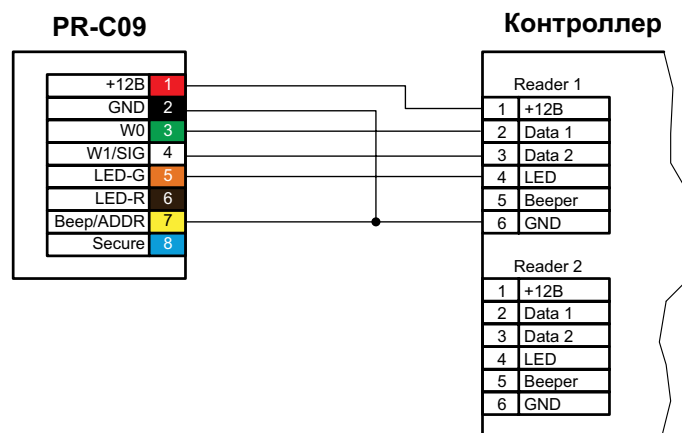 PR-C09
Контроллер
+12В 1
GND 2
W0 3
W1/SIG 4
LED-G 5
LED-R 6
Beep/ADDR 7
Secure 8
Reader 1
1 +12В
2 Data 1
3 Data 2
4 LED
5 Beeper
6 GND
Reader 2
1 +12В
2 Data 1
3 Data 2
4 LED
5 Beeper
6 GND